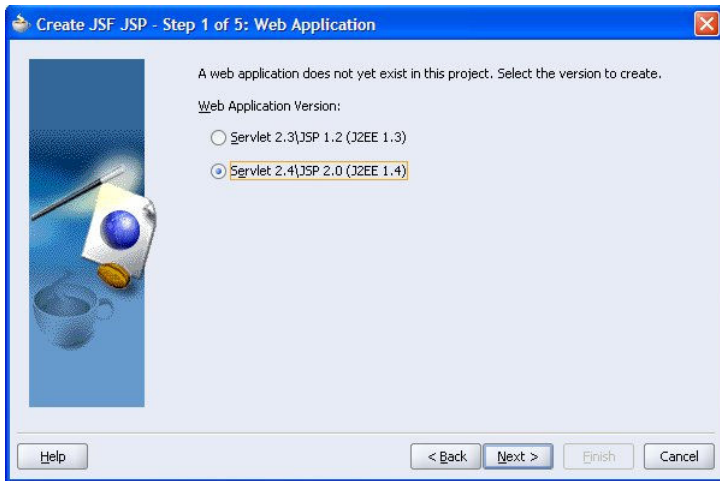 Create JSF JSP - Step 1 of 5: Web Application
A web application does not yet exist in this project. Select the version to create.
Web Application Version:
Servlet 2.3\JSP 1.2 (J2EE 1.3)
Servlet 2.4\JSP 2.0 (J2EE 1.4)
Help
< Back
Next >
Finish
Cancel